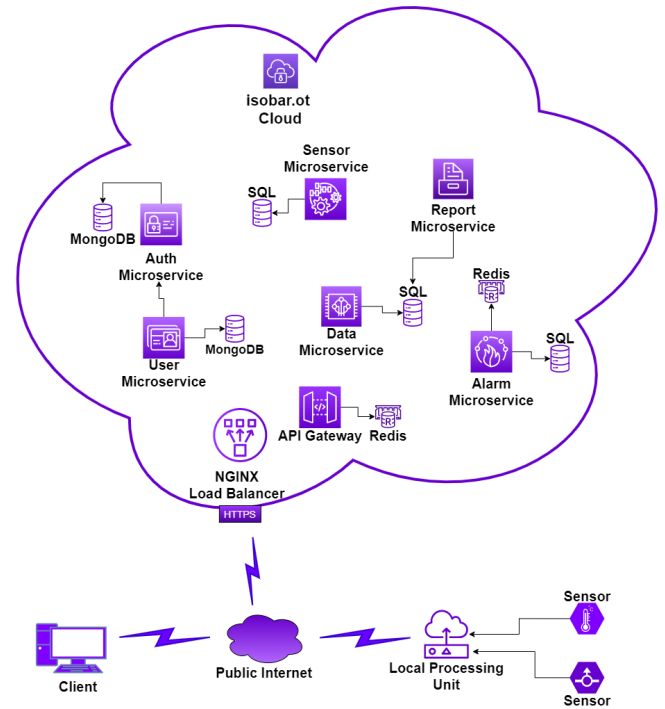 isobar.ot
Cloud
Sensor
Microservice
SQL
Report
Microservice
MongoDB
Auth
Microservice
Redis
R
SQL
Data
Microservice
SQL
MongoDB
User
Microservice
Alarm
Microservice
API Gateway
R
Redis
NGINX
Load Balancer
HTTPS
Client
Public Internet
Local Processing
Unit
Sensor
°C
Sensor